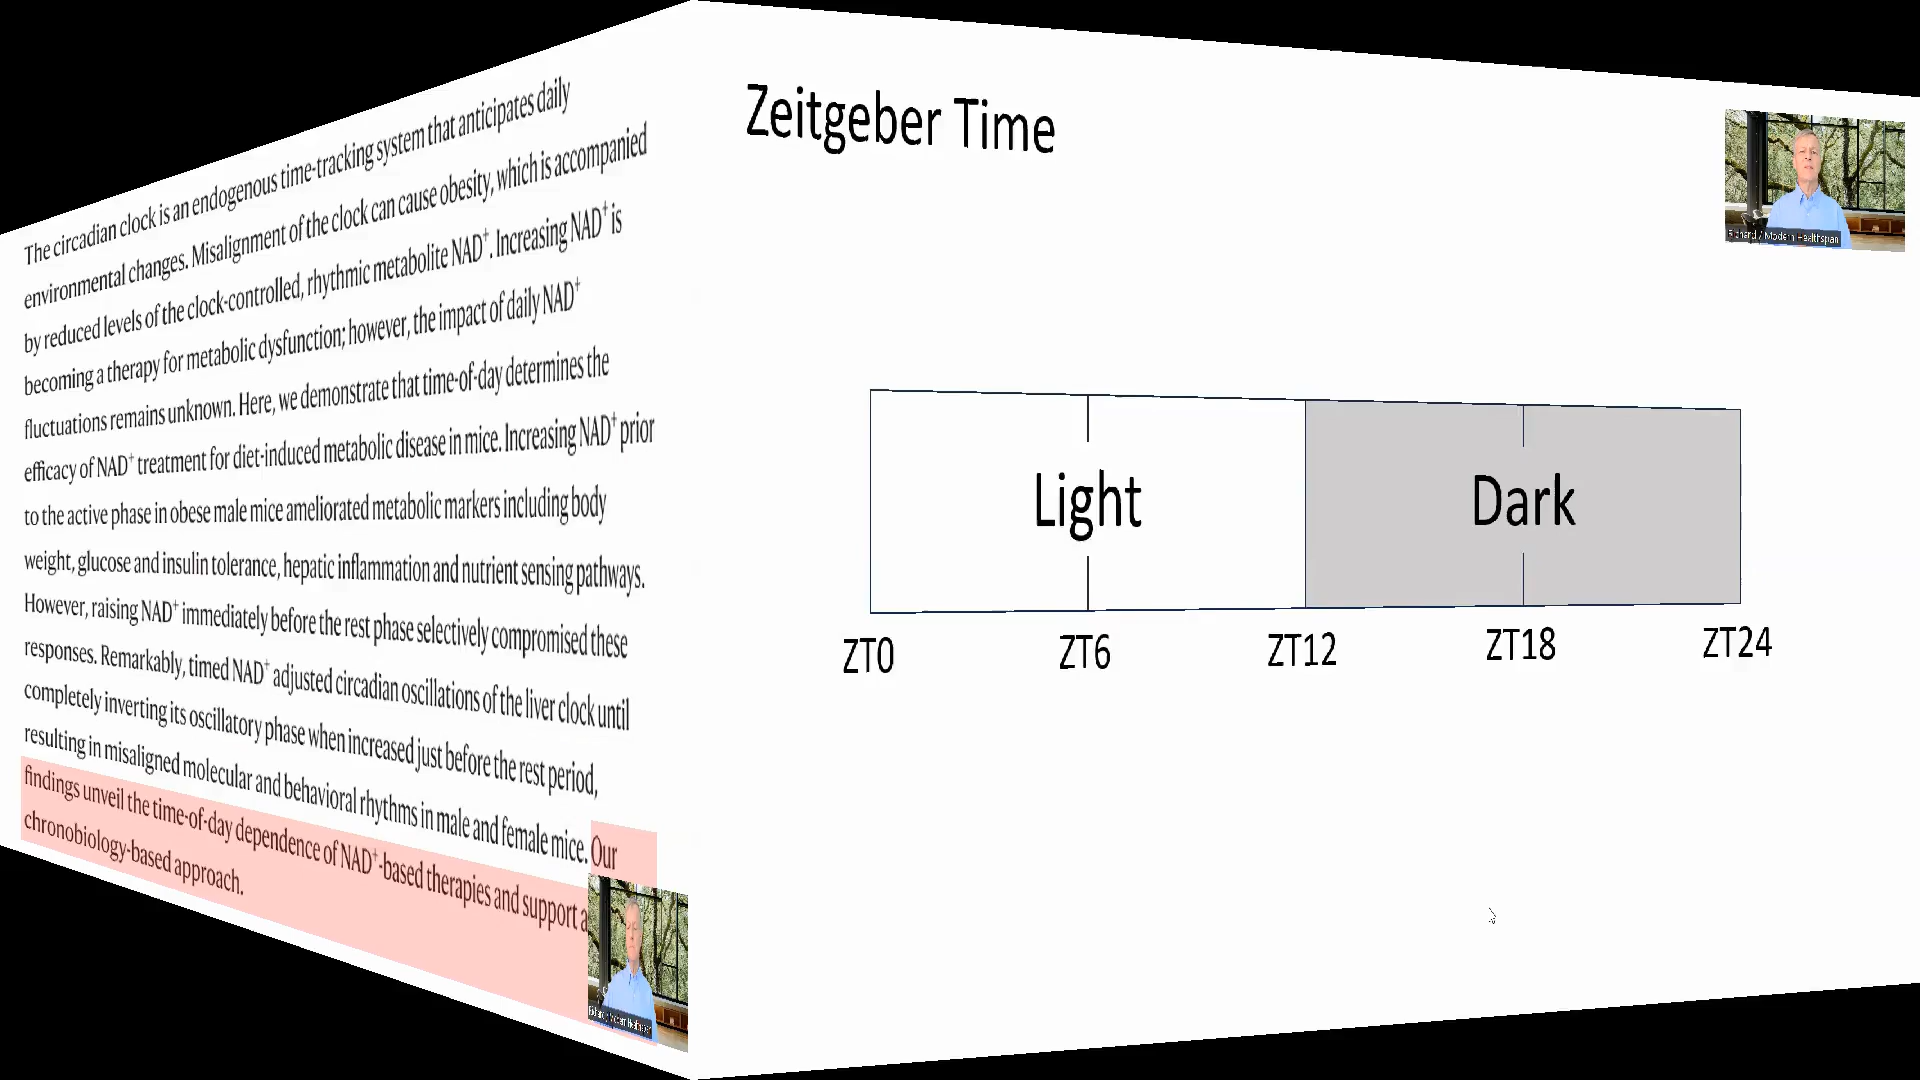 The circadian clock is an endogenous time-tracking system that anticipates daily
environmental changes. Misalignment of the clock can cause obesity, which is accompanied
by reduced levels of the clock-controlled, rhythmic metabolite NAD⁺. Increasing NAD⁺ is
becoming a therapy for metabolic dysfunction; however, the impact of daily NAD⁺
fluctuations remains unknown. Here, we demonstrate that time-of-day determines the
efficacy of NAD⁺ treatment for diet-induced metabolic disease in mice. Increasing NAD⁺ prior
to the active phase in obese male mice ameliorated metabolic markers including body
weight, glucose and insulin tolerance, hepatic inflammation and nutrient sensing pathways.
However, raising NAD⁺ immediately before the rest phase selectively compromised these
responses. Remarkably, timed NAD⁺ adjusted circadian oscillations of the liver clock until
completely inverting its oscillatory phase when increased just before the rest period,
resulting in misaligned molecular and behavioral rhythms in male and female mice. Our
findings unveil the time-of-day dependence of NAD⁺-based therapies and support a
chronobiology-based approach.
Richard / Modern Healthspan
Zeitgeber Time
Richard / Modern Healthspan
Light
Dark
ZT0
ZT6
ZT12
ZT18
ZT24